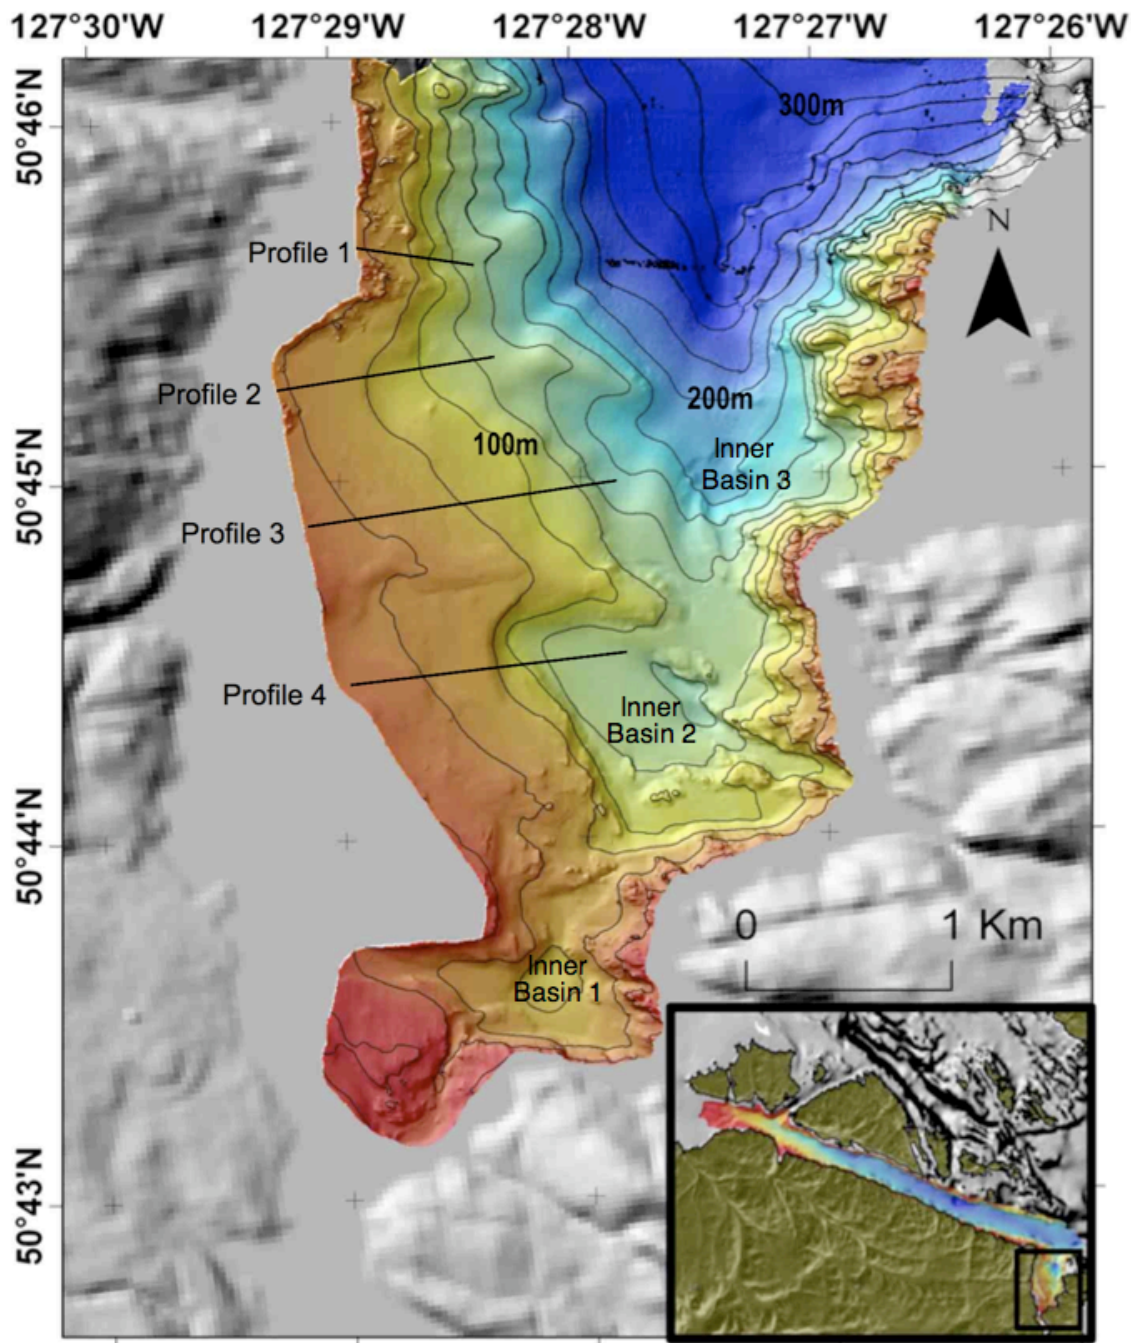 127°30'W 127°29'W 127°28'W 127°27'W 127°26'W
300m
50°46'N
N
Profile 1
Profile 2
200m
100m
Inner
Basin 3
50°45'N
Profile 3
Profile 4
Inner
Basin 2
50°44'N
0 1 Km
Inner
Basin 1
50°43'N